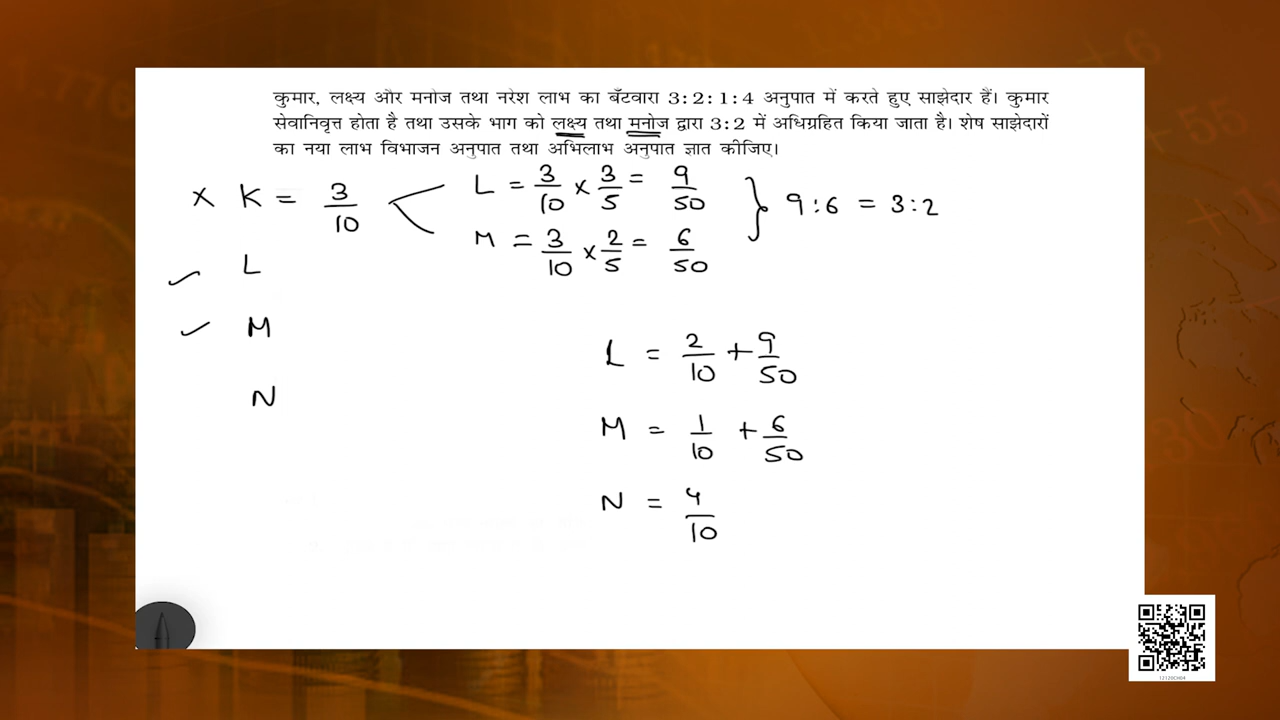 कुमार, लक्ष्य और मनोज तथा नरेश लाभ का बँटवारा 3:2:1:4 अनुपात में करते हुए साझेदार हैं। कुमार
सेवानिवृत्त होता है तथा उसके भाग को लक्ष्य तथा मनोज द्वारा 3:2 में अधिग्रहित किया जाता है। शेष साझेदारों
का नया लाभ विभाजन अनुपात तथा अभिलाभ अनुपात ज्ञात कीजिए।
× K = 3/10
L = 3/10 × 3/5 = 9/50
M = 3/10 × 2/5 = 6/50
} 9:6 = 3:2
✓ L
✓ M
N
L = 2/10 + 9/50
M = 1/10 + 6/50
N = 4/10
12120CH04